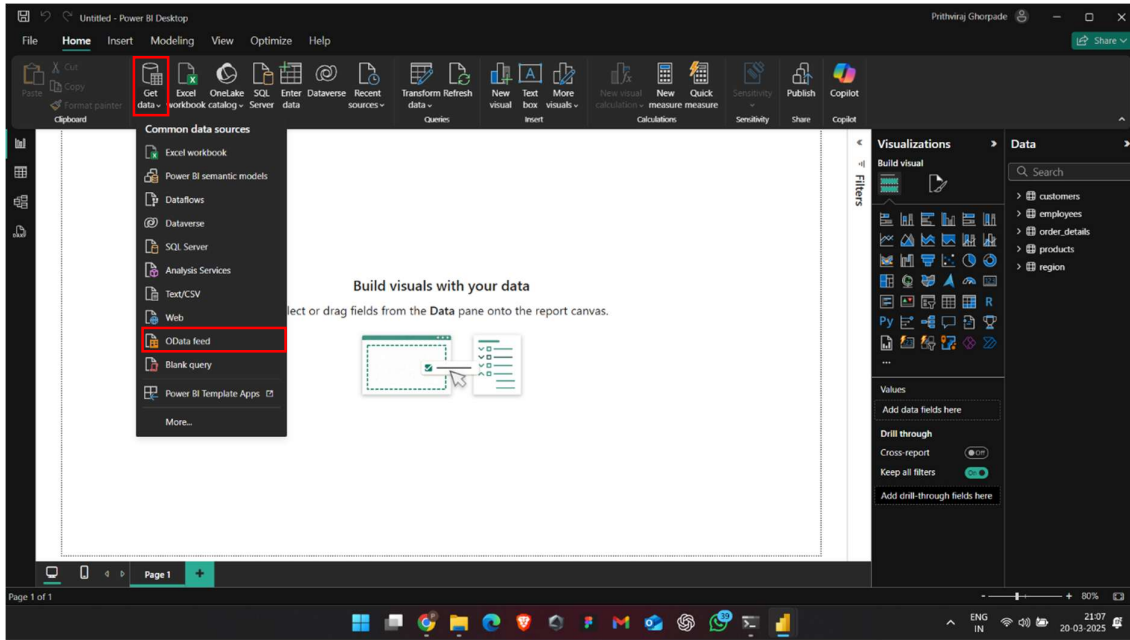 Untitled - Power BI Desktop
Prithviraj Ghorpade
File Home Insert Modeling View Optimize Help
Share
Paste
Cut
Copy
Format painter
Clipboard
Get data
Excel workbook
OneLake catalog
SQL Server
Enter data
Dataverse
Recent sources
Transform data
Refresh
Queries
New visual
Text box
More visuals
Insert
New visual calculation
New measure
Quick measure
Calculations
Sensitivity
Sensitivity
Publish
Share
Copilot
Copilot
Common data sources
Excel workbook
Power BI semantic models
Dataflows
Dataverse
SQL Server
Analysis Services
Text/CSV
Web
OData feed
Blank query
Power BI Template Apps
More...
Build visuals with your data
lect or drag fields from the Data pane onto the report canvas.
Filters
Visualizations
Build visual
R
Py
123
...
Values
Add data fields here
Drill through
Cross-report
Off
Keep all filters
On
Add drill-through fields here
Data
Search
customers
employees
order_details
products
region
Page 1
Page 1 of 1
80%
ENG
IN
21:07
20-03-2025